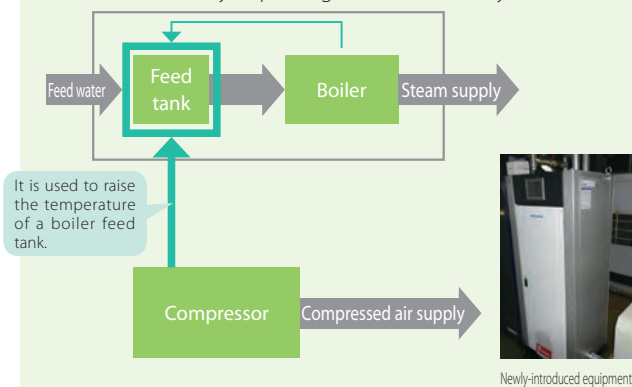 Feed water
Feed
tank
Boiler
Steam supply
It is used to raise
the temperature
of a boiler feed
tank.
Compressor
Compressed air supply
Newly-introduced equipment